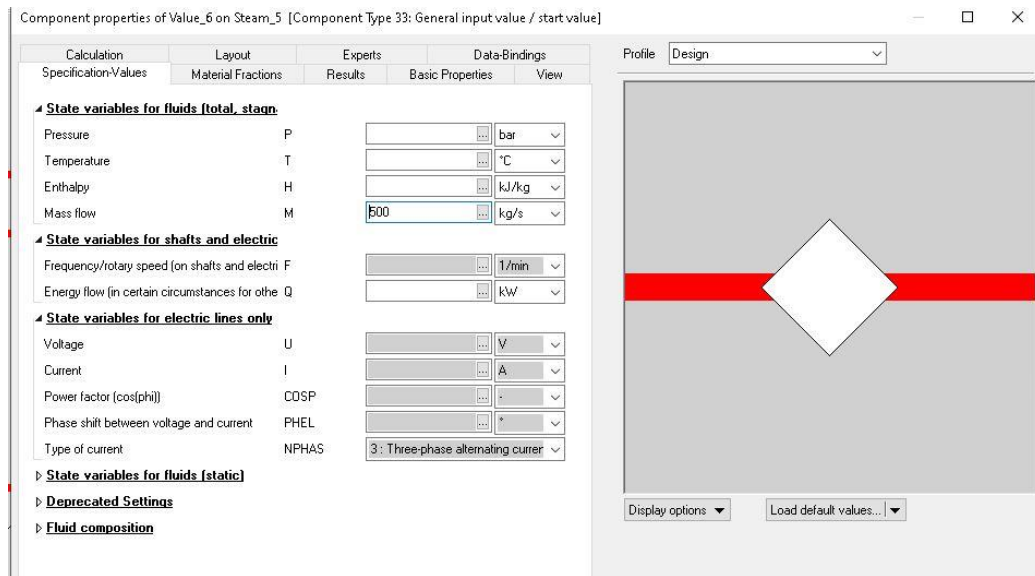 Component properties of Value_6 on Steam_5 [Component Type 33: General input value / start value]
Calculation Layout Experts Data-Bindings
Specification-Values Material Fractions Results Basic Properties View
Profile Design
State variables for fluids (total, stagn
Pressure P bar
Temperature T °C
Enthalpy H kJ/kg
Mass flow M 600 kg/s
State variables for shafts and electric
Frequency/rotary speed (on shafts and electri F 1/min
Energy flow (in certain circumstances for othe Q kW
State variables for electric lines only
Voltage U V
Current I A
Power factor (cos(phi)) COSP -
Phase shift between voltage and current PHEL °
Type of current NPHAS 3 : Three-phase alternating currer
State variables for fluids (static)
Deprecated Settings
Fluid composition
Display options Load default values...